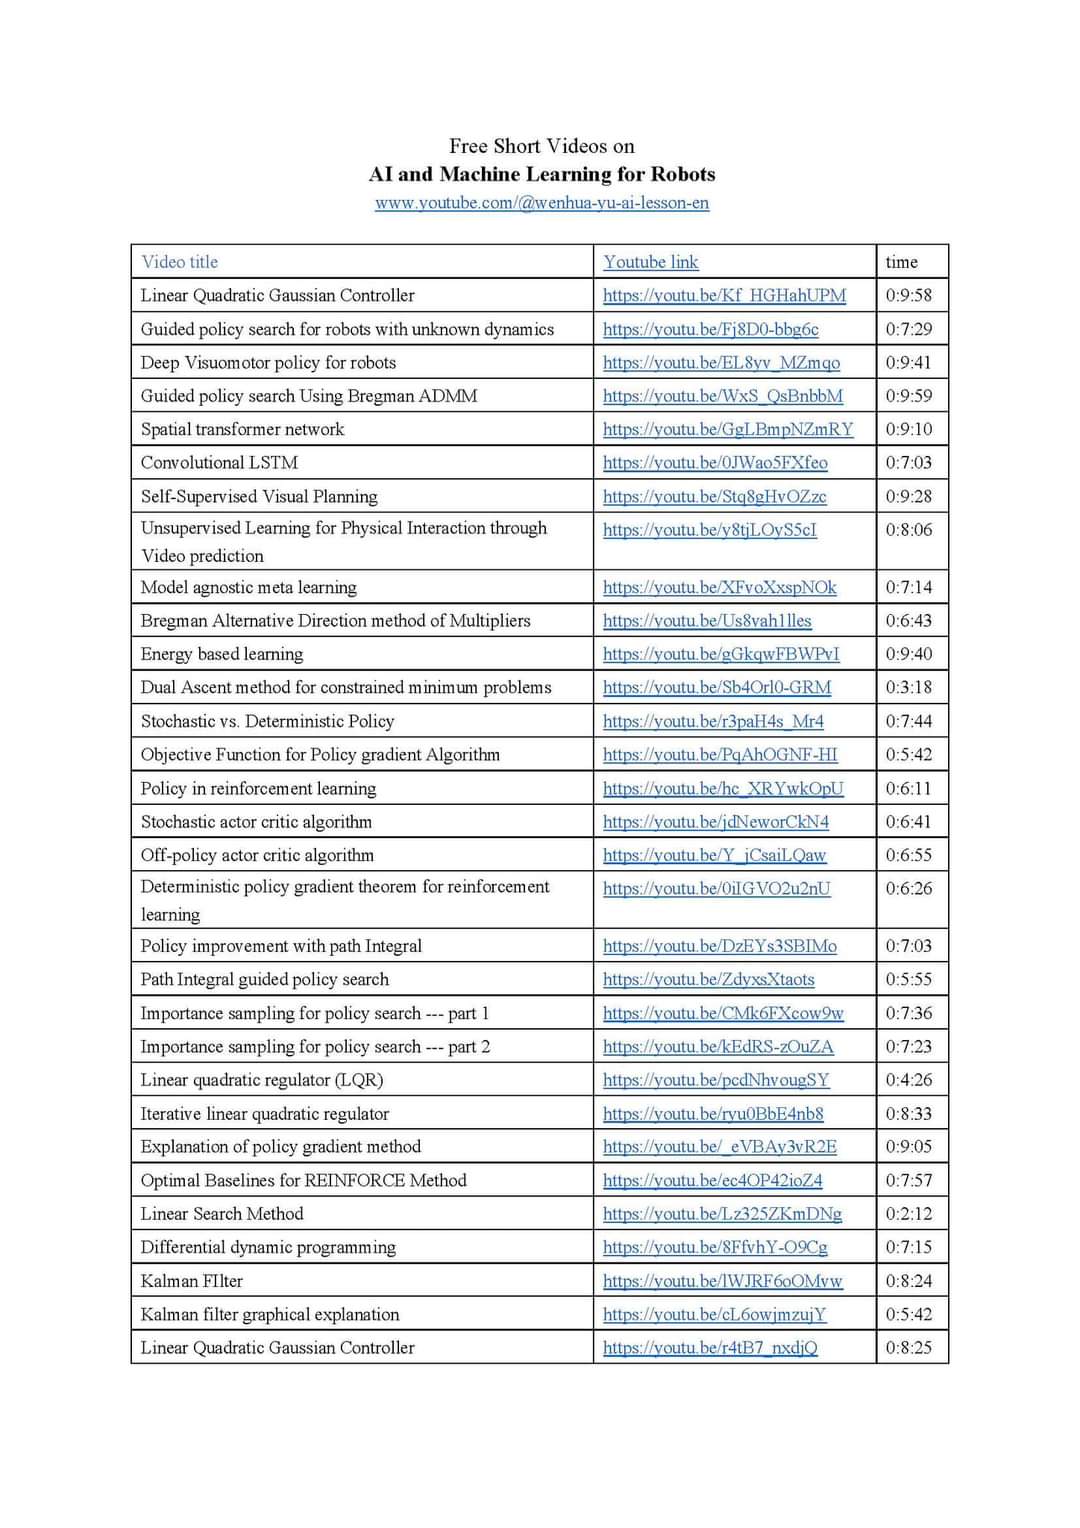 Free Short Videos on
AI and Machine Learning for Robots
www.youtube.com/@wenhua-yu-ai-lesson-en
Video title Youtube link time
Linear Quadratic Gaussian Controller https://youtu.be/Kf_HGHahUPM 0:9:58
Guided policy search for robots with unknown dynamics https://youtu.be/Fj8D0-bbg6c 0:7:29
Deep Visuomotor policy for robots https://youtu.be/EL8yv_MZmqo 0:9:41
Guided policy search Using Bregman ADMM https://youtu.be/WxS_QsBnbbM 0:9:59
Spatial transformer network https://youtu.be/GgLBmpNZmRY 0:9:10
Convolutional LSTM https://youtu.be/0JWao5FXfeo 0:7:03
Self-Supervised Visual Planning https://youtu.be/Stq8gHvOZzc 0:9:28
Unsupervised Learning for Physical Interaction through https://youtu.be/y8tjLOyS5cI 0:8:06
Video prediction
Model agnostic meta learning https://youtu.be/XFvoXxspNOk 0:7:14
Bregman Alternative Direction method of Multipliers https://youtu.be/Us8vah1lles 0:6:43
Energy based learning https://youtu.be/gGkqwFBWPvI 0:9:40
Dual Ascent method for constrained minimum problems https://youtu.be/Sb4Orl0-GRM 0:3:18
Stochastic vs. Deterministic Policy https://youtu.be/r3paH4s_Mr4 0:7:44
Objective Function for Policy gradient Algorithm https://youtu.be/PqAhOGNF-HI 0:5:42
Policy in reinforcement learning https://youtu.be/hc_XRYwkOpU 0:6:11
Stochastic actor critic algorithm https://youtu.be/jdNeworCkN4 0:6:41
Off-policy actor critic algorithm https://youtu.be/Y_jCsaiLQaw 0:6:55
Deterministic policy gradient theorem for reinforcement https://youtu.be/0iIGVO2u2nU 0:6:26
learning
Policy improvement with path Integral https://youtu.be/DzEYs3SBIMo 0:7:03
Path Integral guided policy search https://youtu.be/ZdyxsXtaots 0:5:55
Importance sampling for policy search --- part 1 https://youtu.be/CMk6FXcow9w 0:7:36
Importance sampling for policy search --- part 2 https://youtu.be/kEdRS-zOuZA 0:7:23
Linear quadratic regulator (LQR) https://youtu.be/pcdNhvougSY 0:4:26
Iterative linear quadratic regulator https://youtu.be/ryu0BbE4nb8 0:8:33
Explanation of policy gradient method https://youtu.be/_eVBAy3vR2E 0:9:05
Optimal Baselines for REINFORCE Method https://youtu.be/ec4OP42ioZ4 0:7:57
Linear Search Method https://youtu.be/Lz325ZKmDNg 0:2:12
Differential dynamic programming https://youtu.be/8FfvhY-O9Cg 0:7:15
Kalman FIlter https://youtu.be/lWJRF6oOMvw 0:8:24
Kalman filter graphical explanation https://youtu.be/cL6owjmzujY 0:5:42
Linear Quadratic Gaussian Controller https://youtu.be/r4tB7_nxdjQ 0:8:25